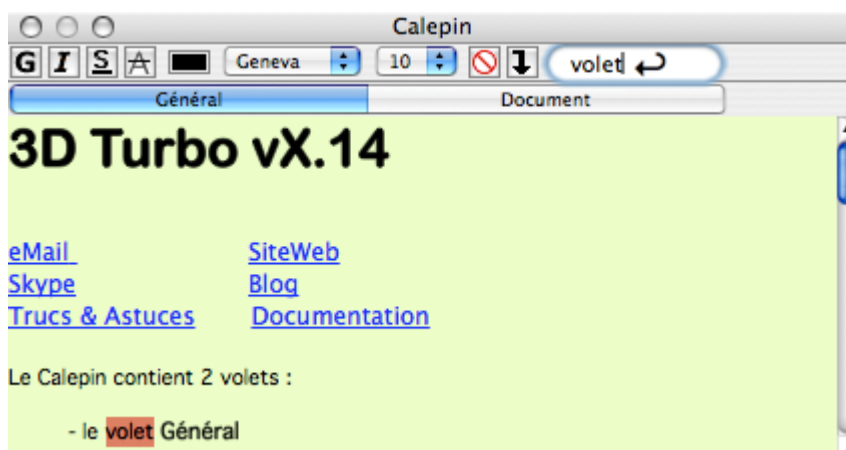 Calepin
G I S A Geneva 10 volet
Général Document
3D Turbo vX.14
eMail SiteWeb
Skype Blog
Trucs & Astuces Documentation
Le Calepin contient 2 volets :
- le volet Général